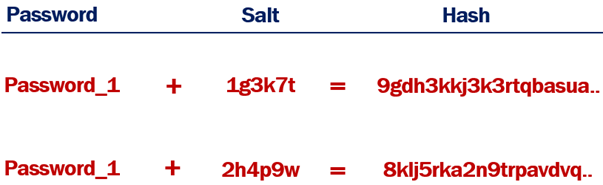 Password Salt Hash
Password_1 + 1g3k7t = 9gdh3kkj3k3rtqbasua..
Password_1 + 2h4p9w = 8klj5rka2n9trpavdvq..